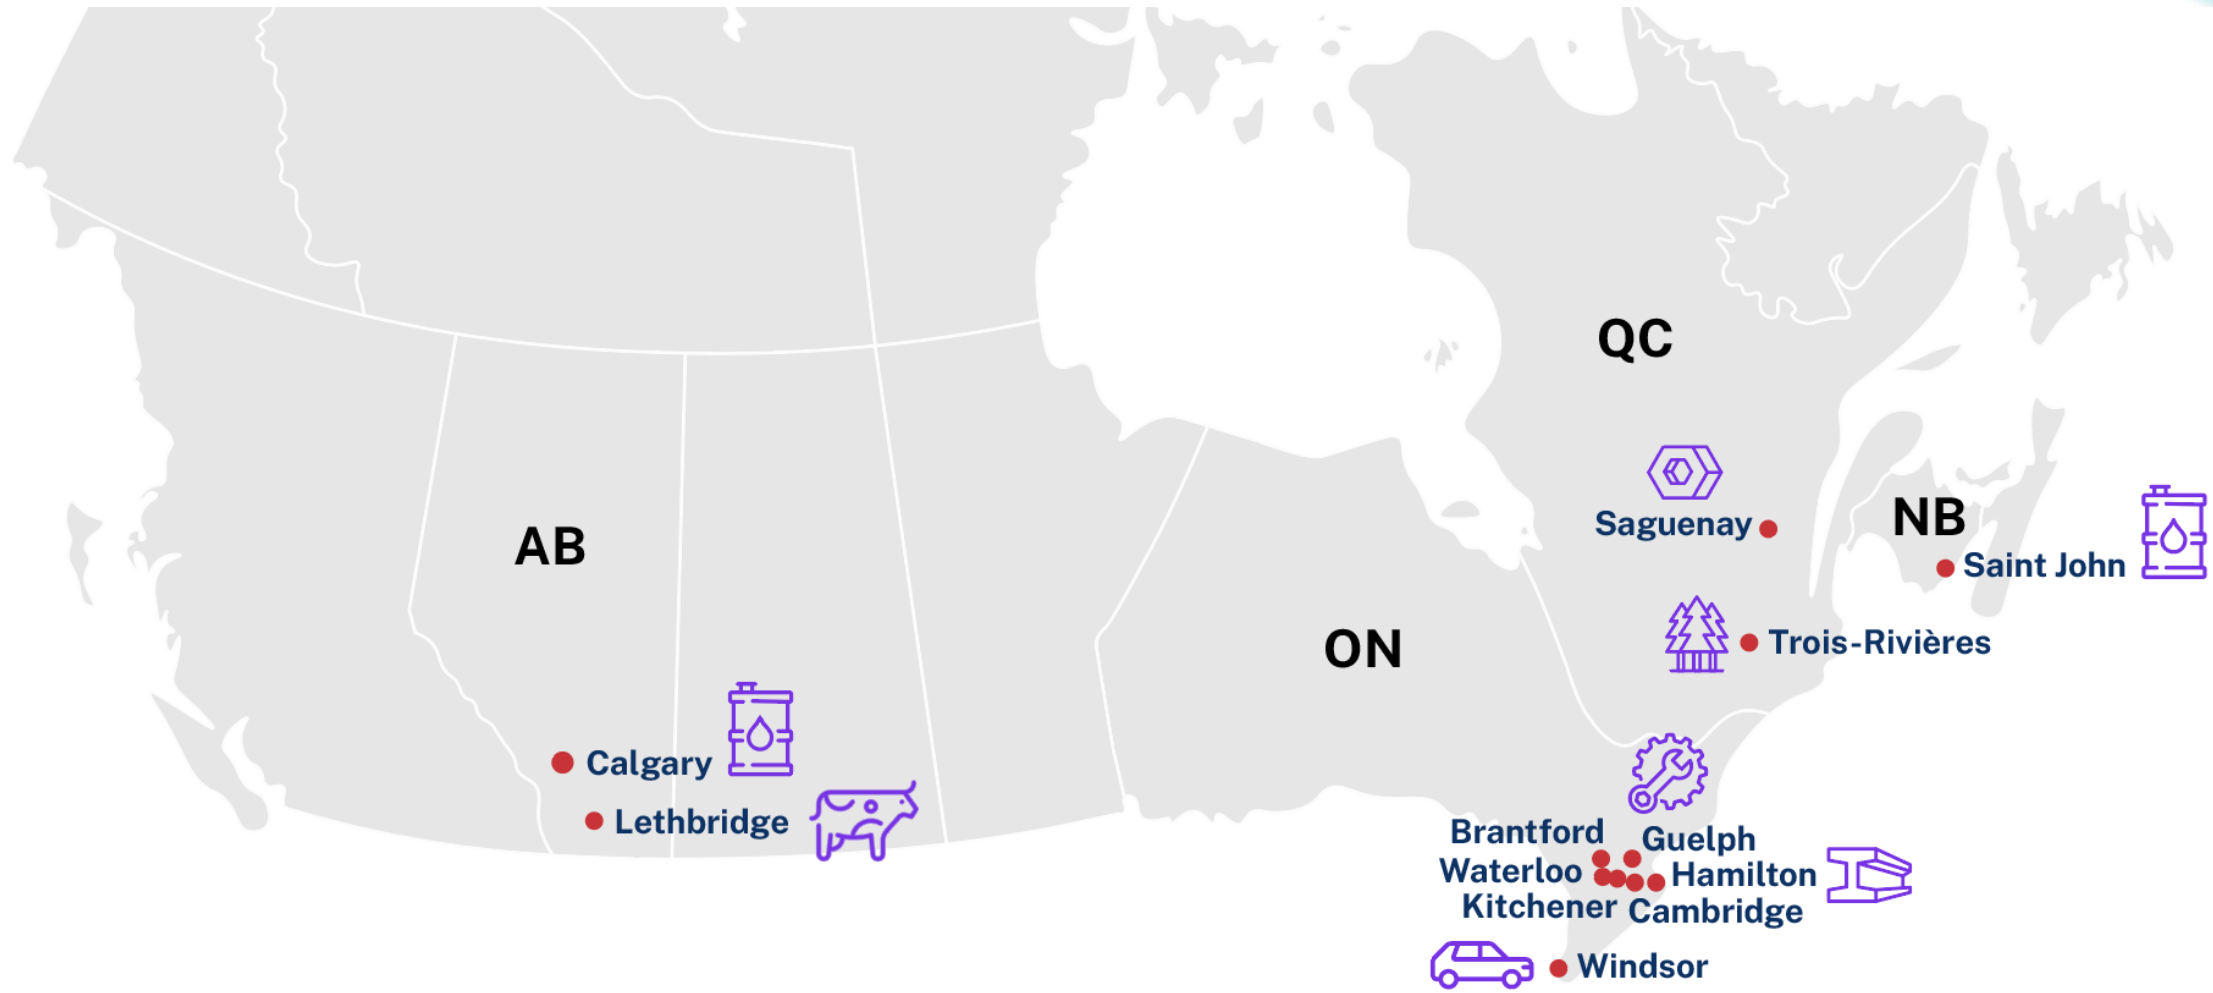 QC
NB
Saguenay
Saint John
AB
ON
Trois-Rivières
Calgary
Lethbridge
Brantford
Guelph
Waterloo
Hamilton
Kitchener
Cambridge
Windsor